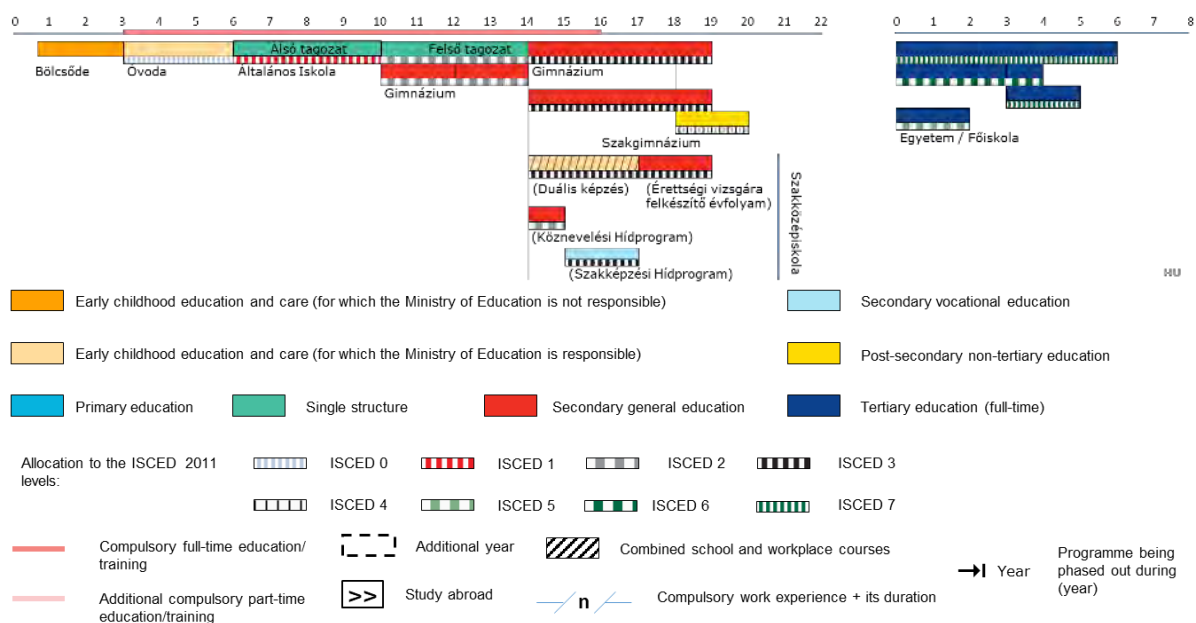 0 1 2 3 4 5 6 7 8 9 10 11 12 13 14 15 16 17 18 19 20 21 22
0 1 2 3 4 5 6 7 8
Alsó tagozat
Felső tagozat
Bölcsőde
Óvoda
Általános Iskola
Gimnázium
Gimnázium
Szakgimnázium
Egyetem / Főiskola
(Duális képzés)
(Érettségi vizsgára
felkészítő évfolyam)
(Köznevelési Hídprogram)
(Szakképzési Hídprogram)
Szakközépiskola
HU
Early childhood education and care (for which the Ministry of Education is not responsible)
Secondary vocational education
Early childhood education and care (for which the Ministry of Education is responsible)
Post-secondary non-tertiary education
Primary education
Single structure
Secondary general education
Tertiary education (full-time)
Allocation to the ISCED 2011
levels:
ISCED 0
ISCED 1
ISCED 2
ISCED 3
ISCED 4
ISCED 5
ISCED 6
ISCED 7
Compulsory full-time education/
training
Additional year
Combined school and workplace courses
Year
Programme being
phased out during
(year)
Additional compulsory part-time
education/training
>>
Study abroad
n
Compulsory work experience + its duration